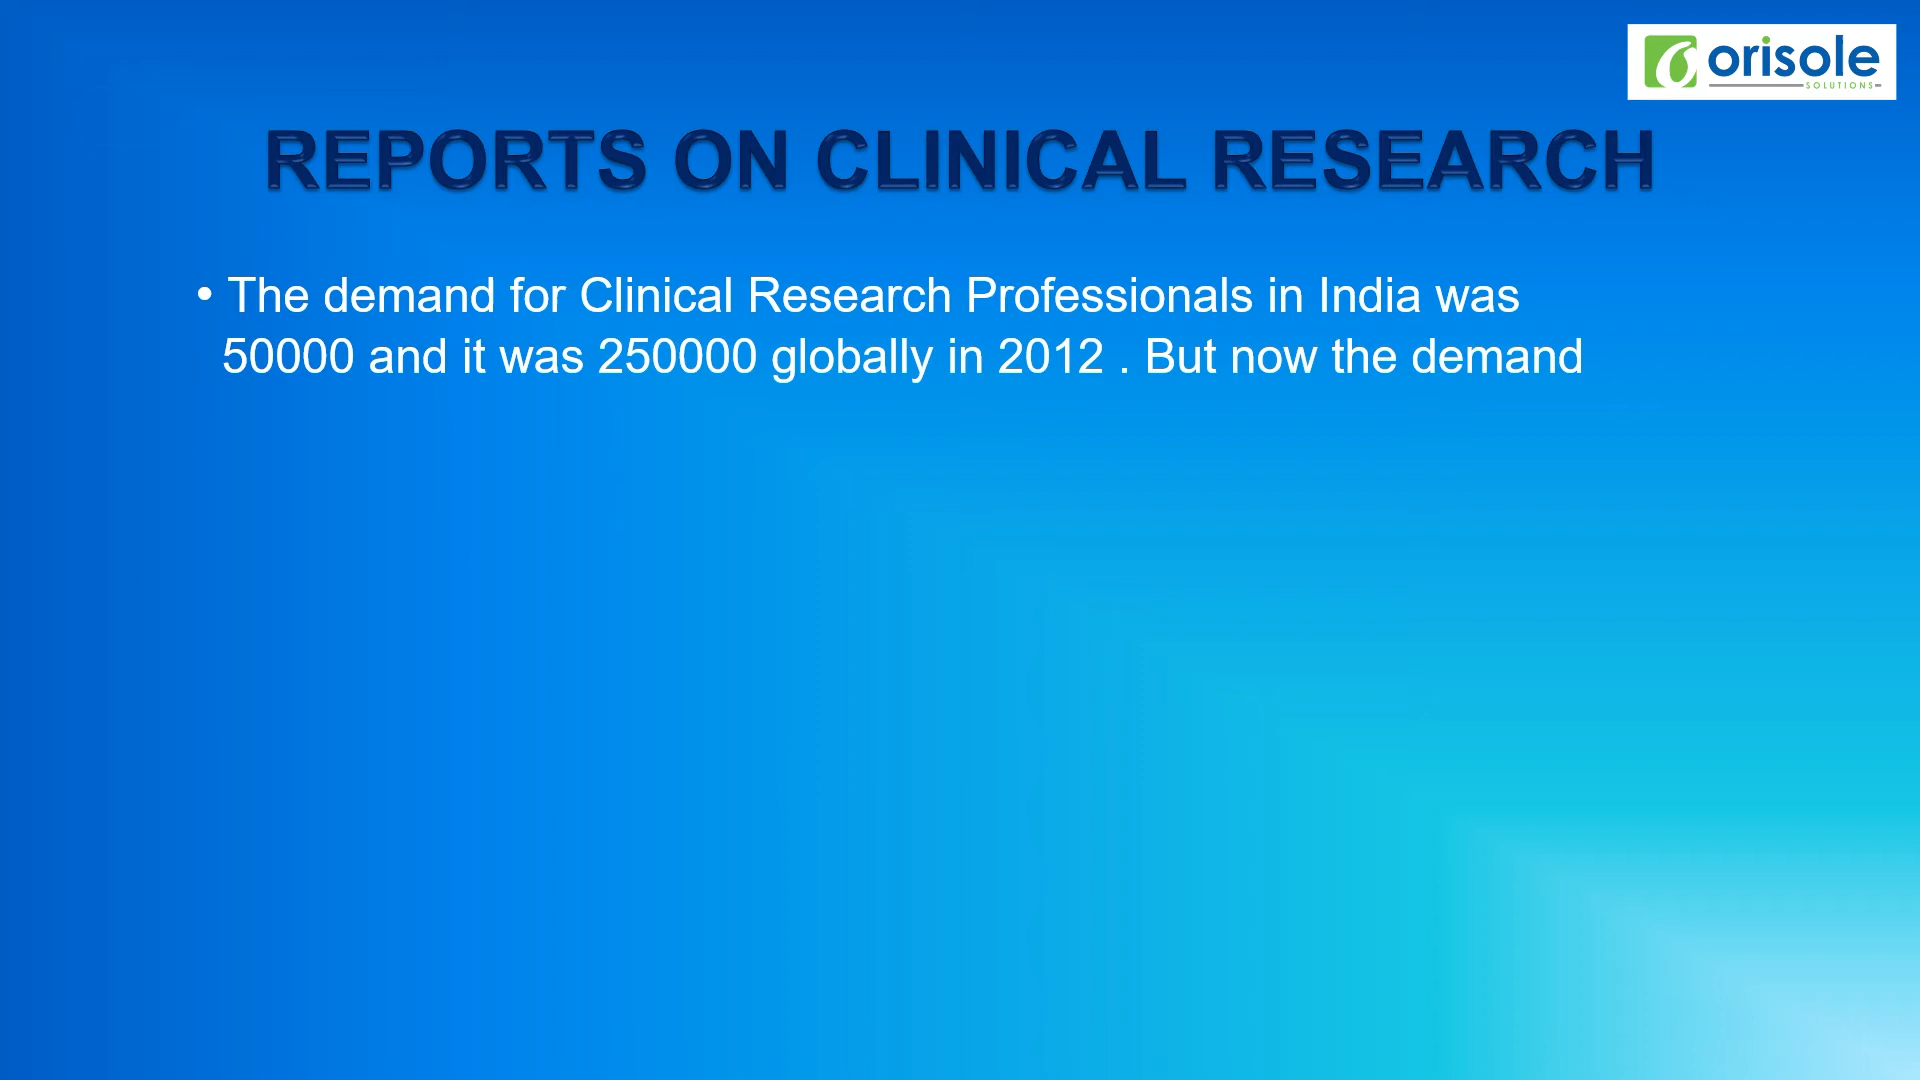 orisole
SOLUTIONS
REPORTS ON CLINICAL RESEARCH
• The demand for Clinical Research Professionals in India was
50000 and it was 250000 globally in 2012 . But now the demand